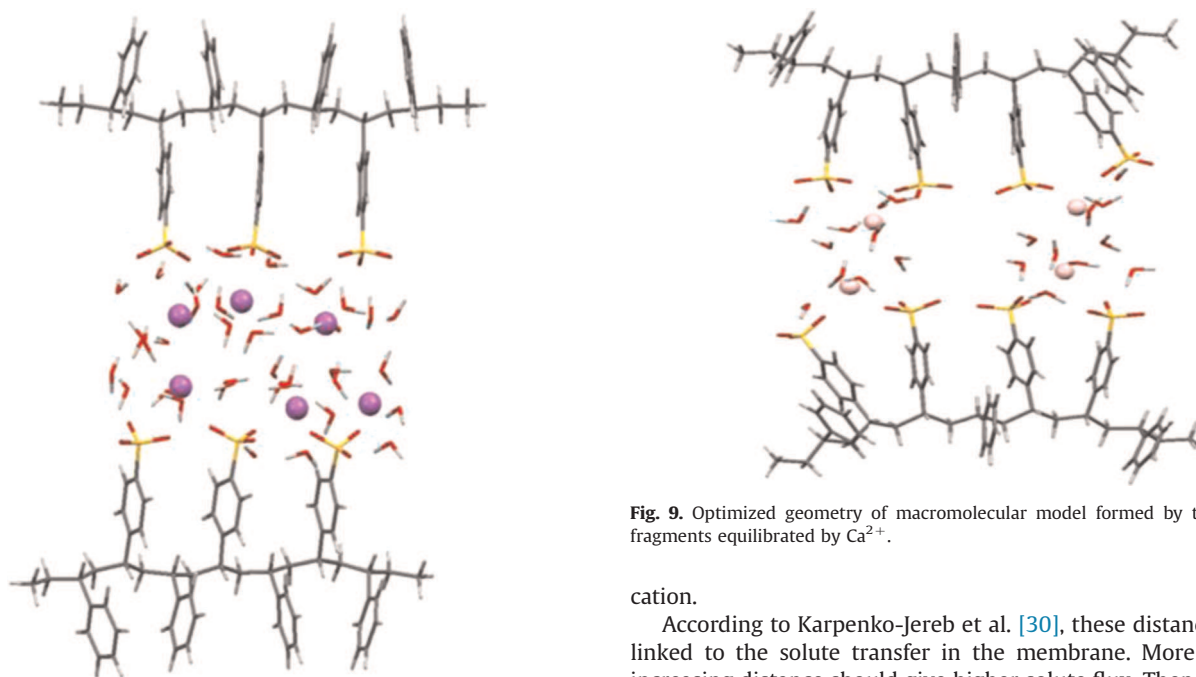 Fig. 9. Optimized geometry of macromolecular model formed by t
fragments equilibrated by Ca²⁺.
cation.
According to Karpenko-Jereb et al. [30], these distanc
linked to the solute transfer in the membrane. More